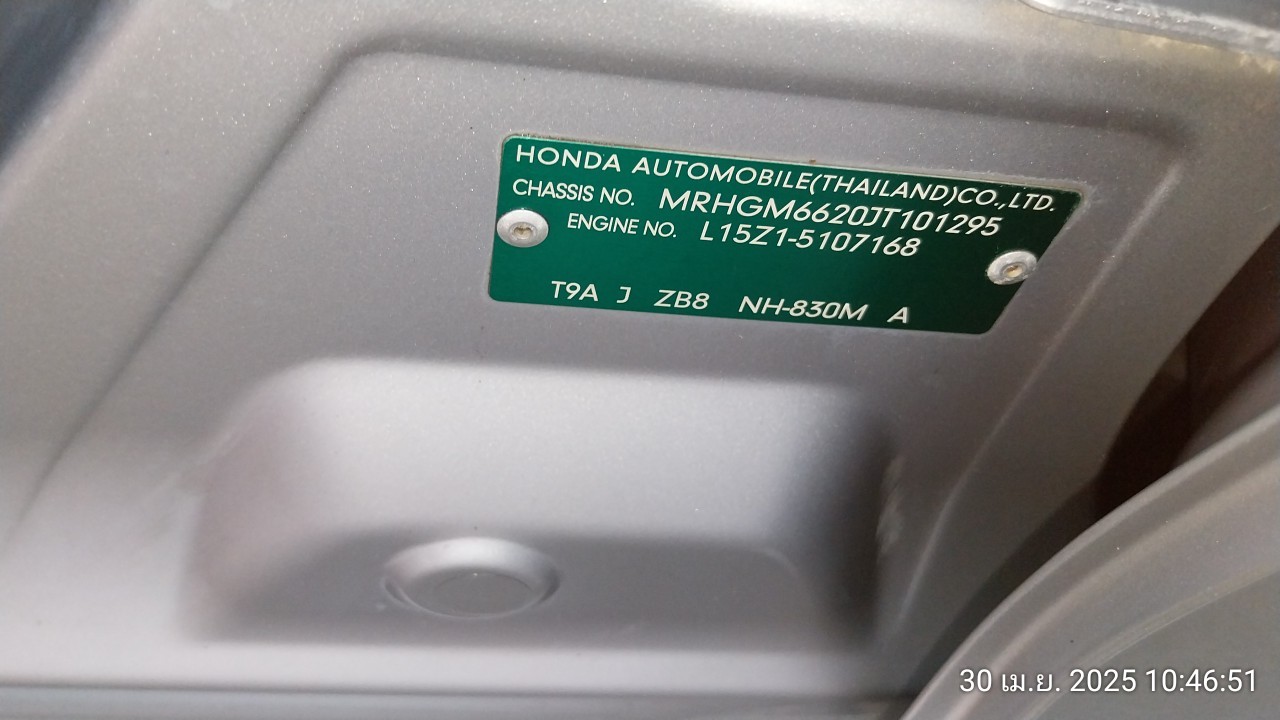 HONDA AUTOMOBILE(THAILAND)CO.,LTD.
CHASSIS NO. MRHGM6620JT101295
ENGINE NO. L15Z1-5107168
T9A J ZB8 NH-830M A
30 เม.ย. 2025 10:46:51